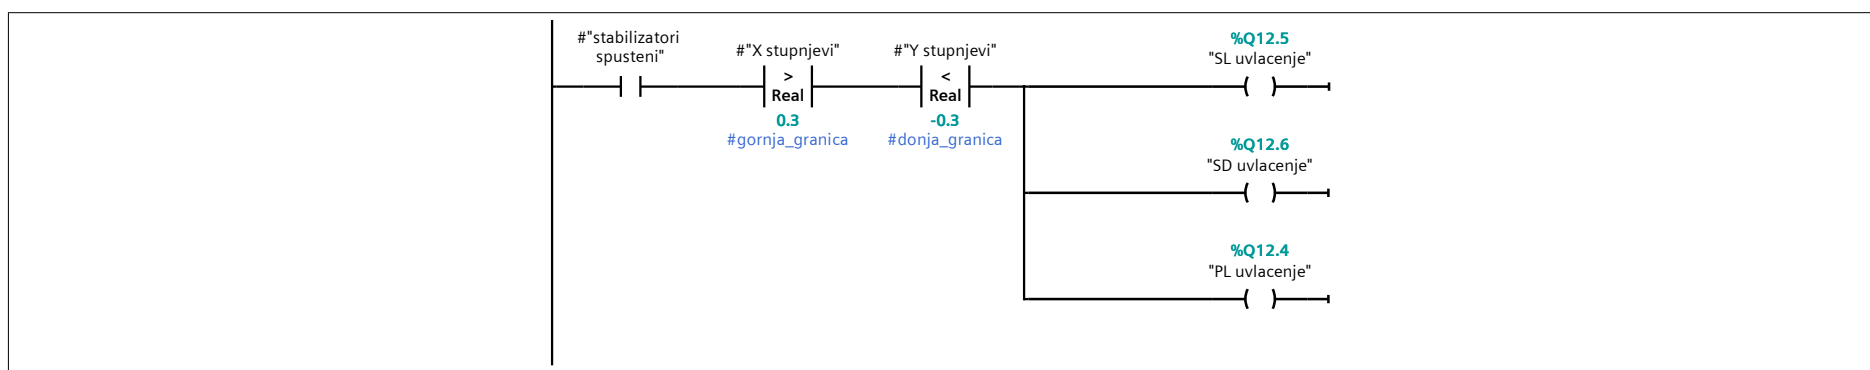 #"stabilizatori
spusteni"
#"X stupnjevi"
>
Real
0.3
#gornja_granica
#"Y stupnjevi"
<
Real
-0.3
#donja_granica
%Q12.5
"SL uvlacenje"
%Q12.6
"SD uvlacenje"
%Q12.4
"PL uvlacenje"